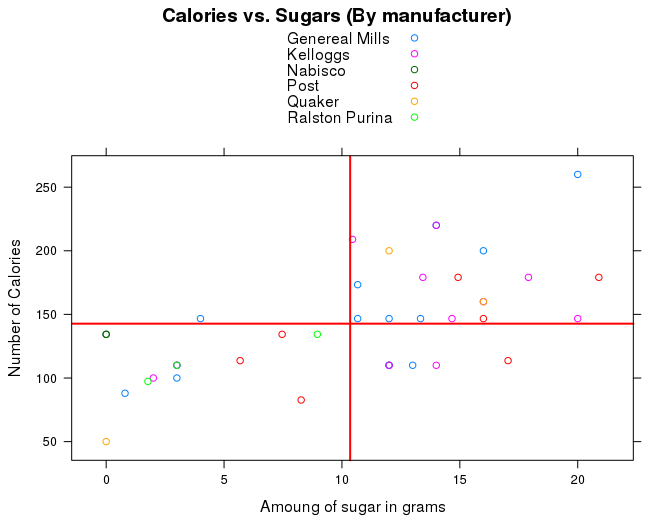 Calories vs. Sugars (By manufacturer)
Genereal Mills
Kelloggs
Nabisco
Post
Quaker
Ralston Purina
250
200
150
100
50
Number of Calories
0 5 10 15 20
Amoung of sugar in grams